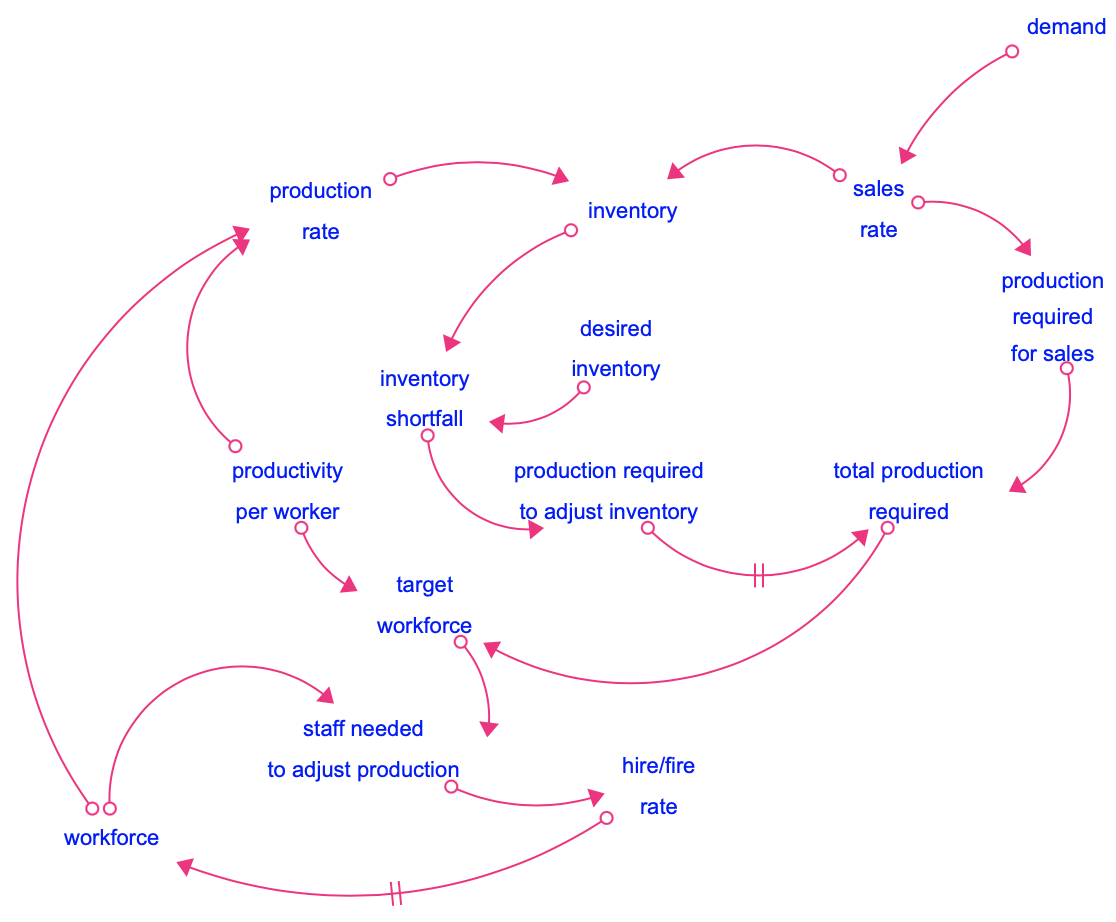 demand
production
rate
inventory
sales
rate
production
required
for sales
desired
inventory
inventory
shortfall
productivity
per worker
production required
to adjust inventory
total production
required
target
workforce
staff needed
to adjust production
hire/fire
rate
workforce